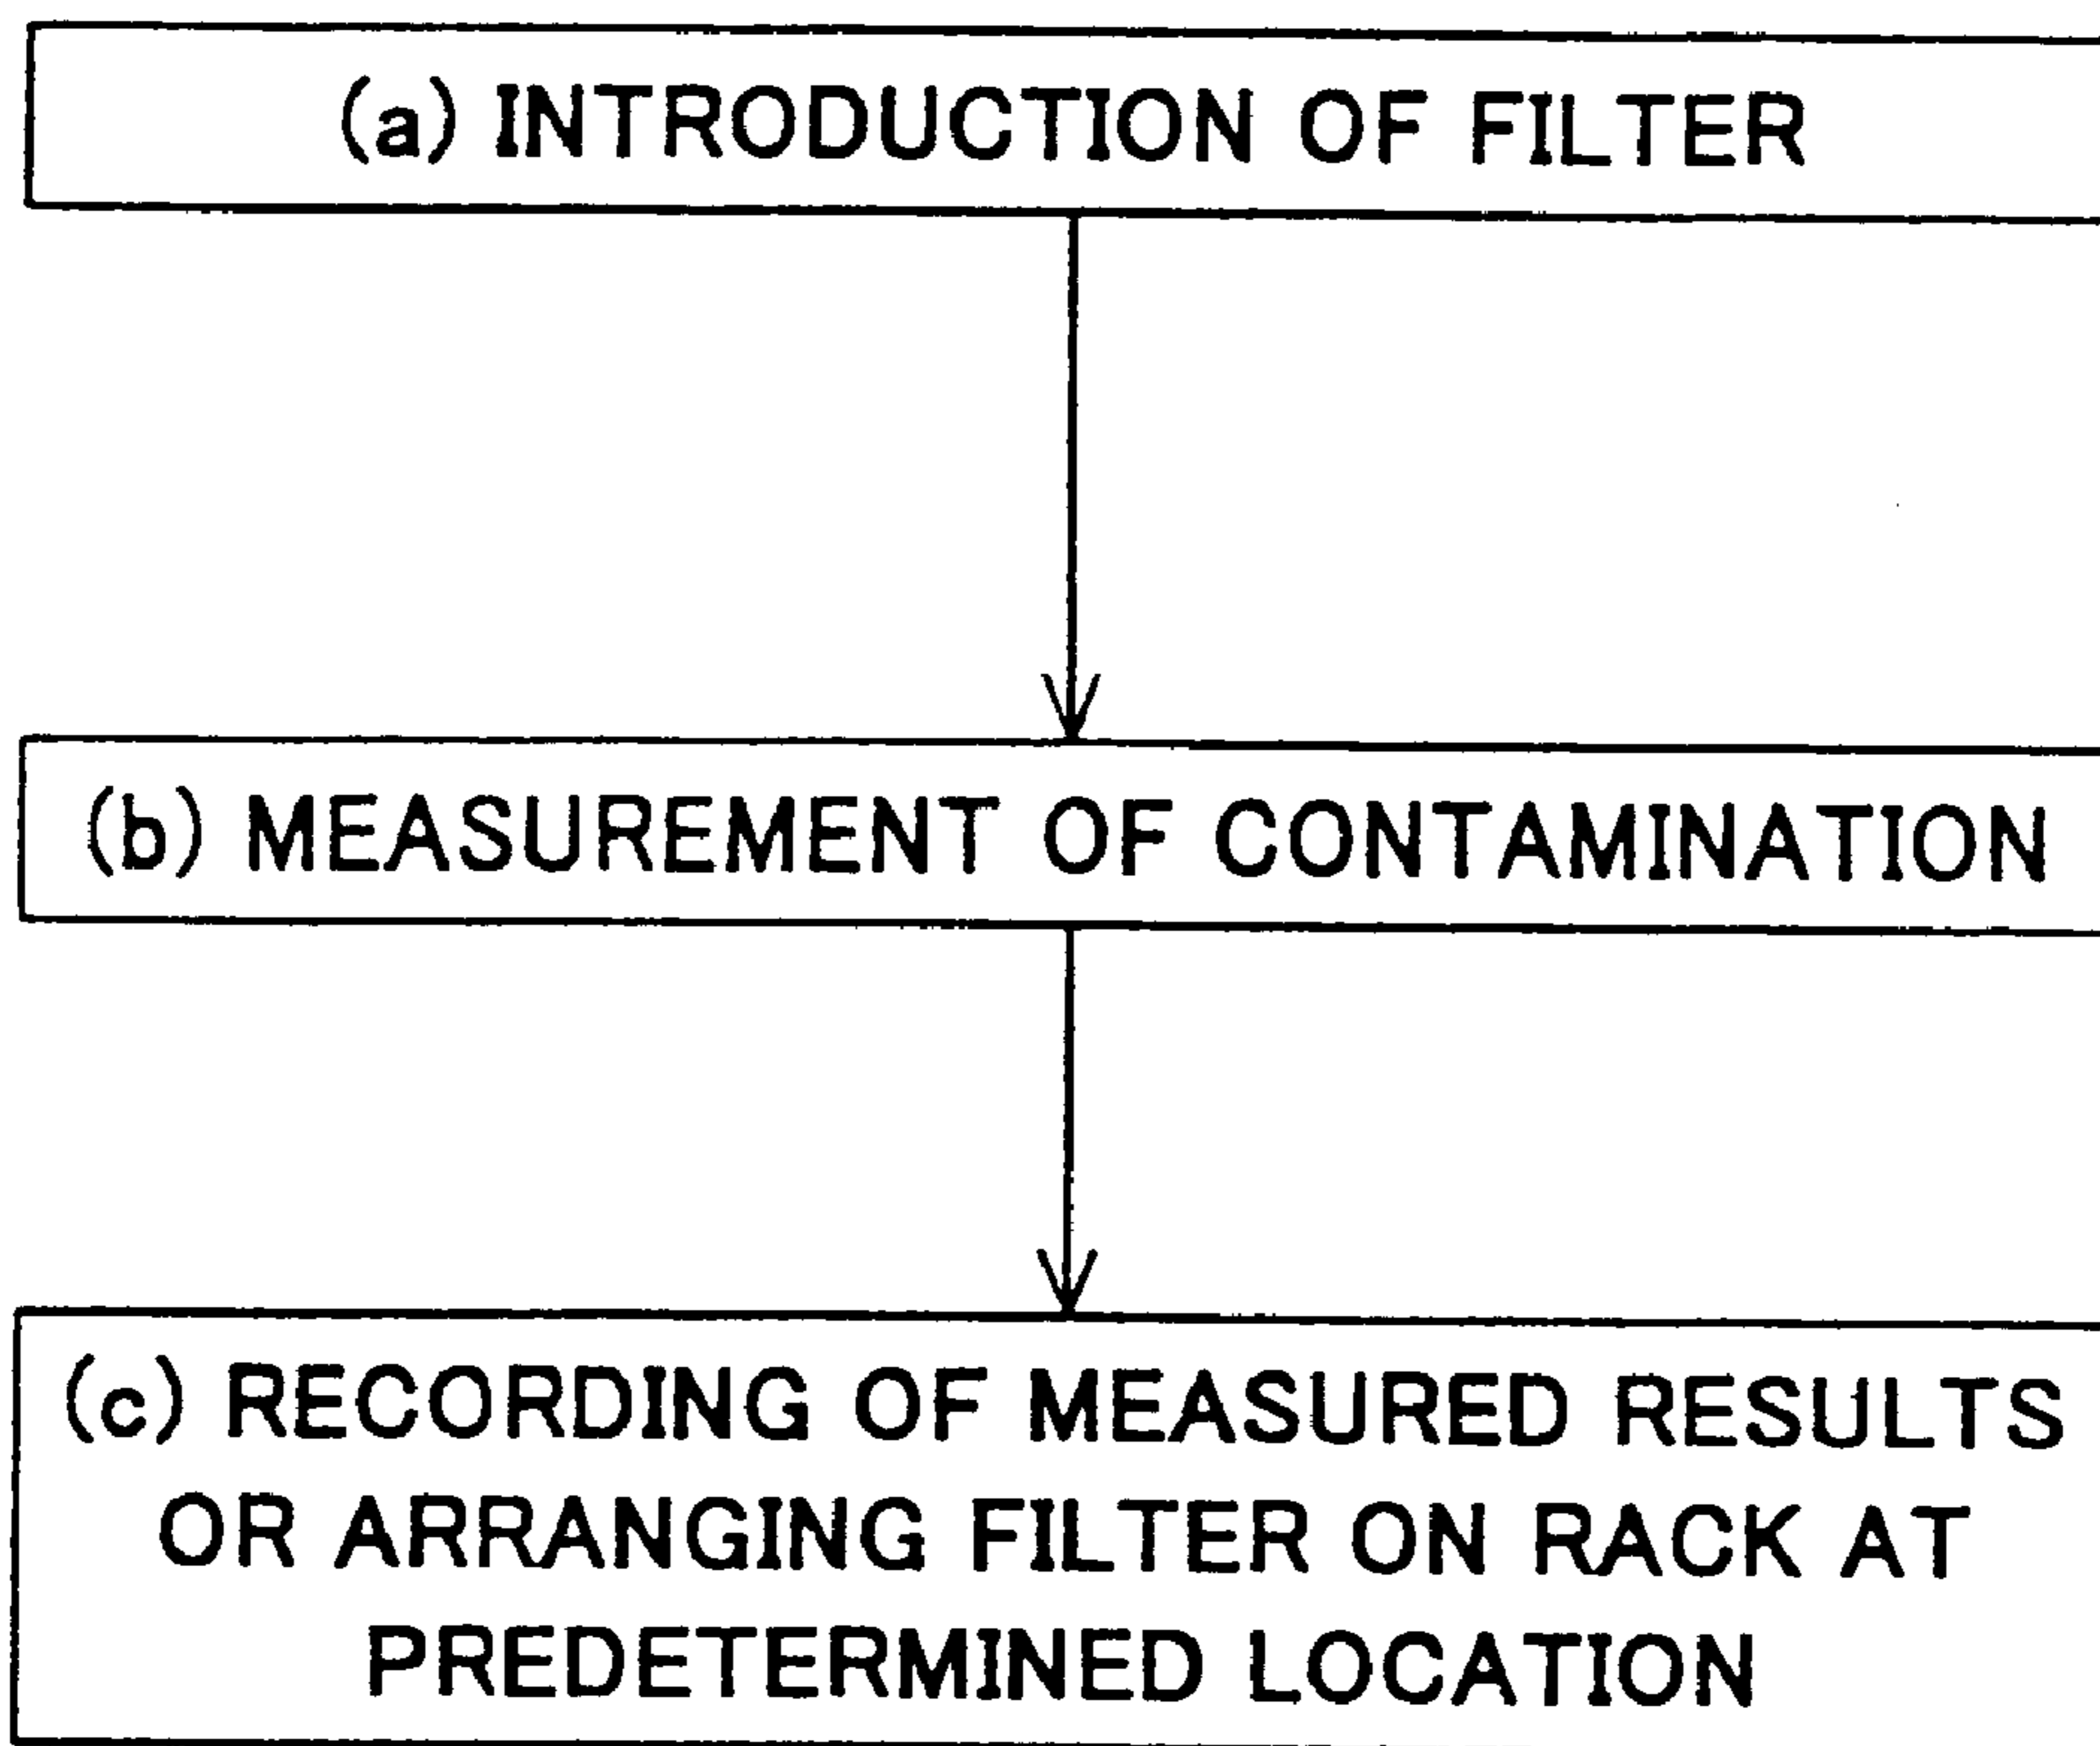 (a) INTRODUCTION OF FILTER
(b) MEASUREMENT OF CONTAMINATION
(c) RECORDING OF MEASURED RESULTS
OR ARRANGING FILTER ON RACK AT
PREDETERMINED LOCATION